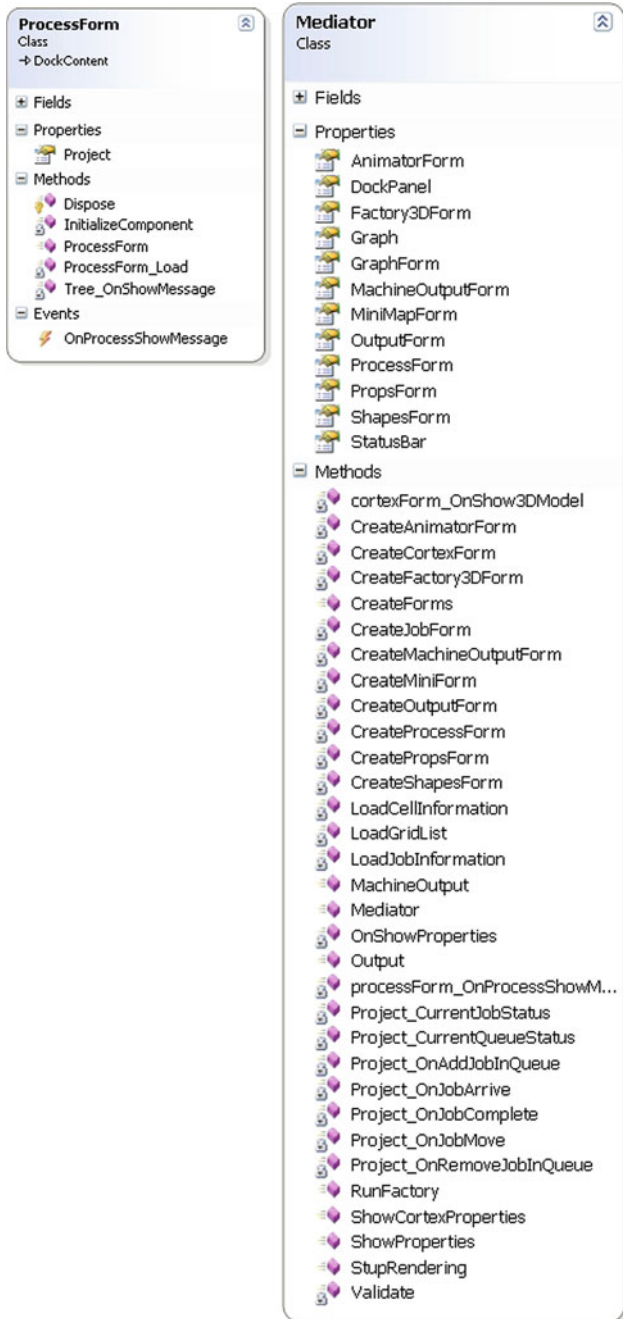 ProcessForm
Class
DockContent
Fields
Properties
Project
Methods
Dispose
InitializeComponent
ProcessForm
ProcessForm_Load
Tree_OnShowMessage
Events
OnProcessShowMessage
Mediator
Class
Fields
Properties
AnimatorForm
DockPanel
Factory3DForm
Graph
GraphForm
MachineOutputForm
MiniMapForm
OutputForm
ProcessForm
PropsForm
ShapesForm
StatusBar
Methods
cortexForm_OnShow3DModel
CreateAnimatorForm
CreateCortexForm
CreateFactory3DForm
CreateForms
CreateJobForm
CreateMachineOutputForm
CreateMiniForm
CreateOutputForm
CreateProcessForm
CreatePropsForm
CreateShapesForm
LoadCellInformation
LoadGridList
LoadJobInformation
MachineOutput
Mediator
OnShowProperties
Output
processForm_OnProcessShowM...
Project_CurrentJobStatus
Project_CurrentQueueStatus
Project_OnAddJobInQueue
Project_OnJobArrive
Project_OnJobComplete
Project_OnJobMove
Project_OnRemoveJobInQueue
RunFactory
ShowCortexProperties
ShowProperties
StupRendering
Validate